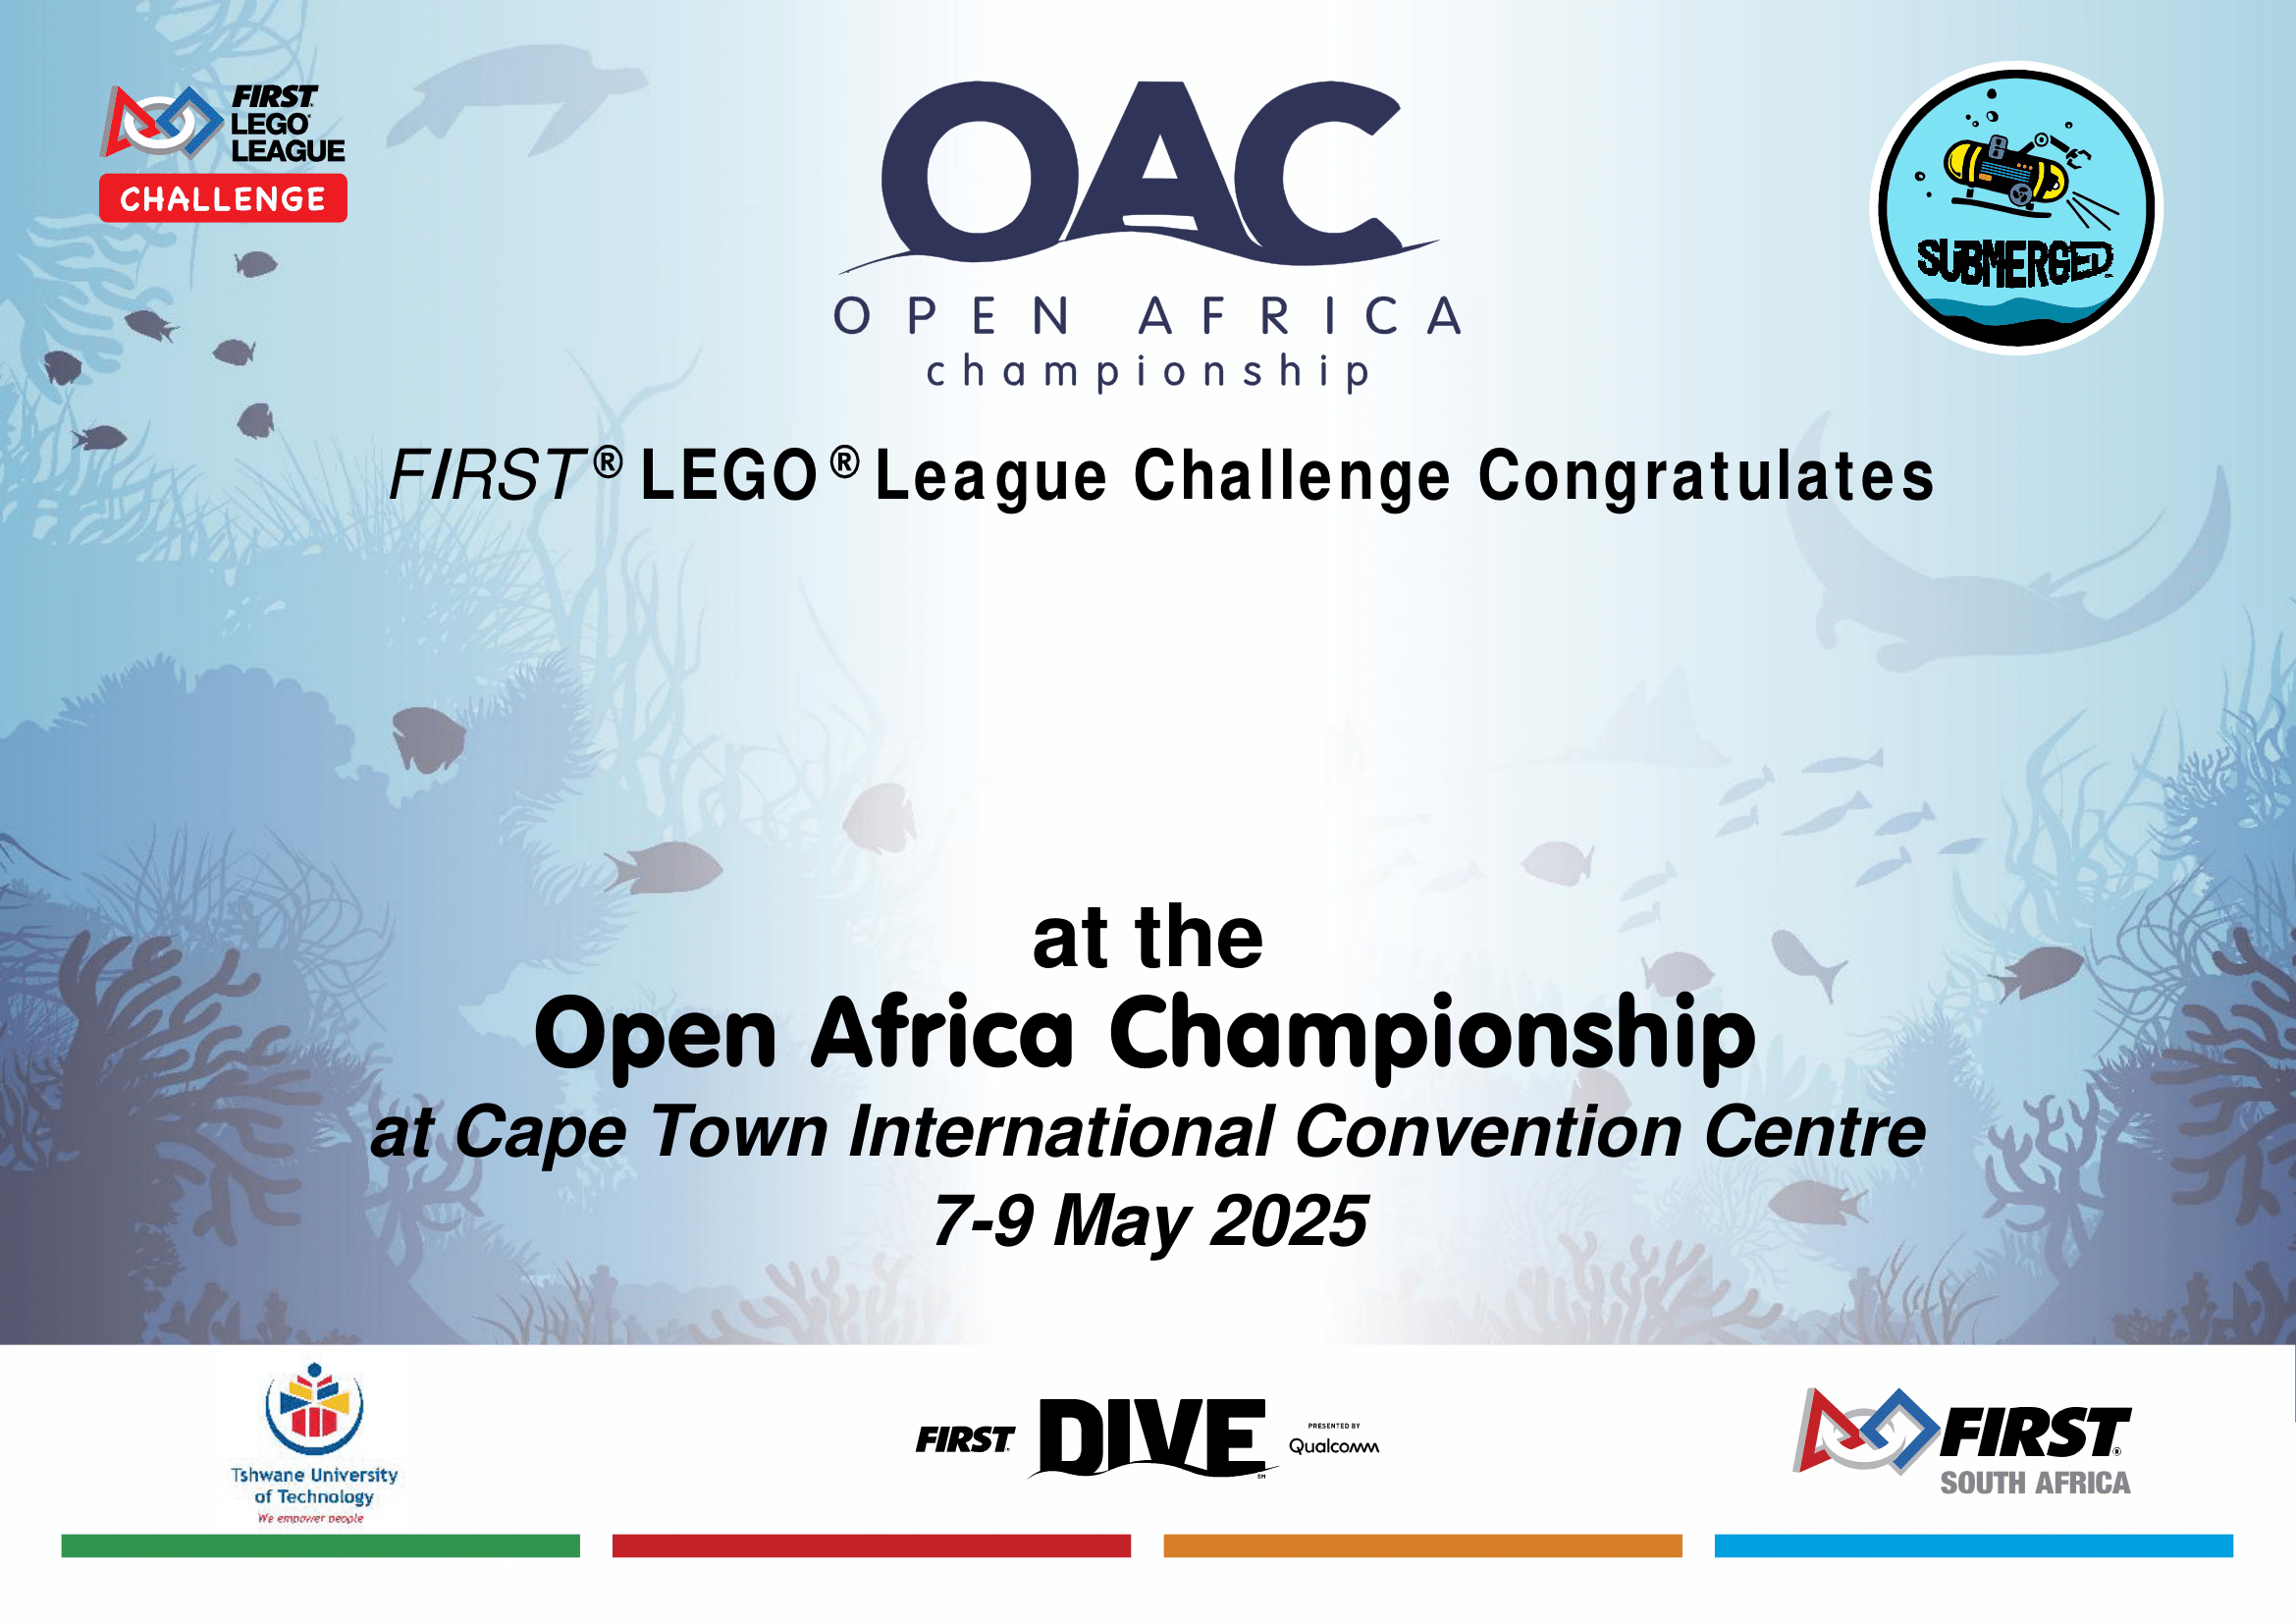 FIRST®
LEGO®
LEAGUE
CHALLENGE
OAC
OPEN AFRICA
championship
SUBMERGED
FIRST® LEGO® League Challenge Congratulates
at the
Open Africa Championship
at Cape Town International Convention Centre
7-9 May 2025
Tshwane University
of Technology
We empower people
FIRST®
DIVE℠
PRESENTED BY
Qualcomm
FIRST®
SOUTH AFRICA